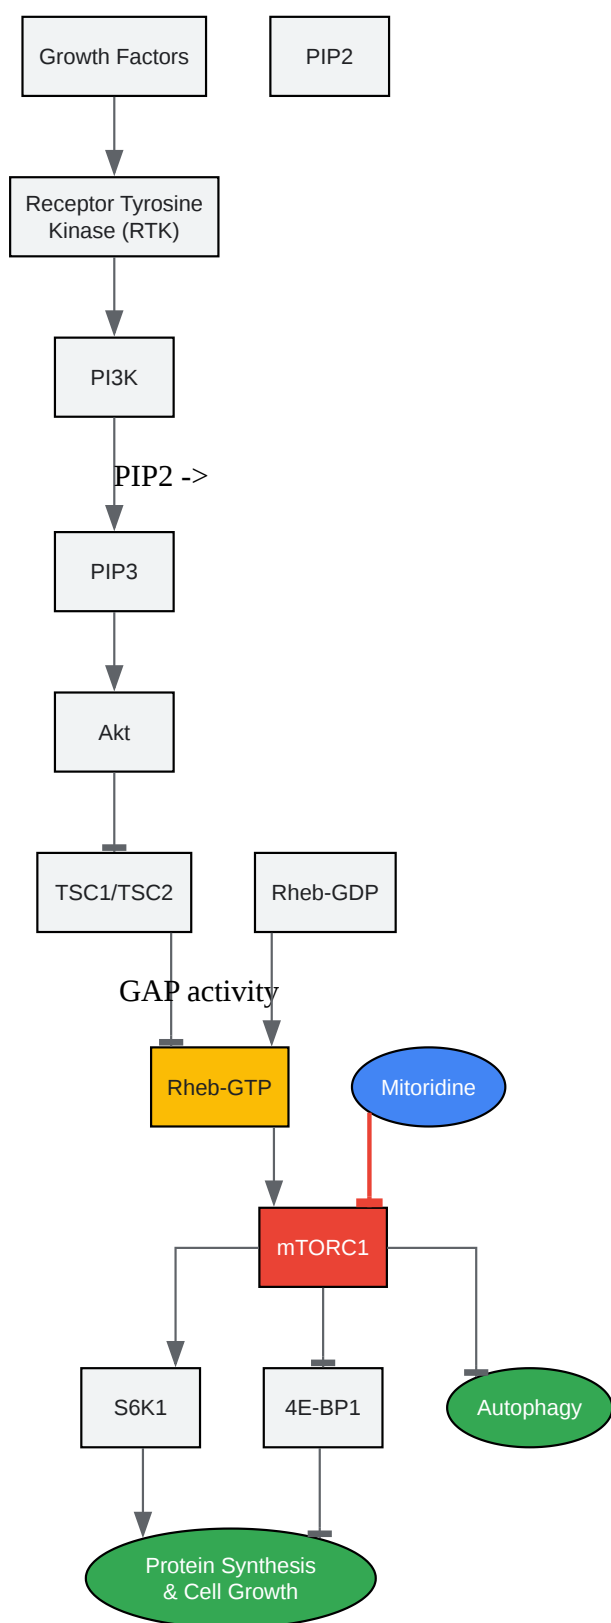 Growth Factors
PIP2
Receptor Tyrosine
Kinase (RTK)
PI3K
PIP2 ->
PIP3
Akt
TSC1/TSC2
Rheb-GDP
GAP activity
Rheb-GTP
Mitoridine
mTORC1
S6K1
4E-BP1
Autophagy
Protein Synthesis
& Cell Growth